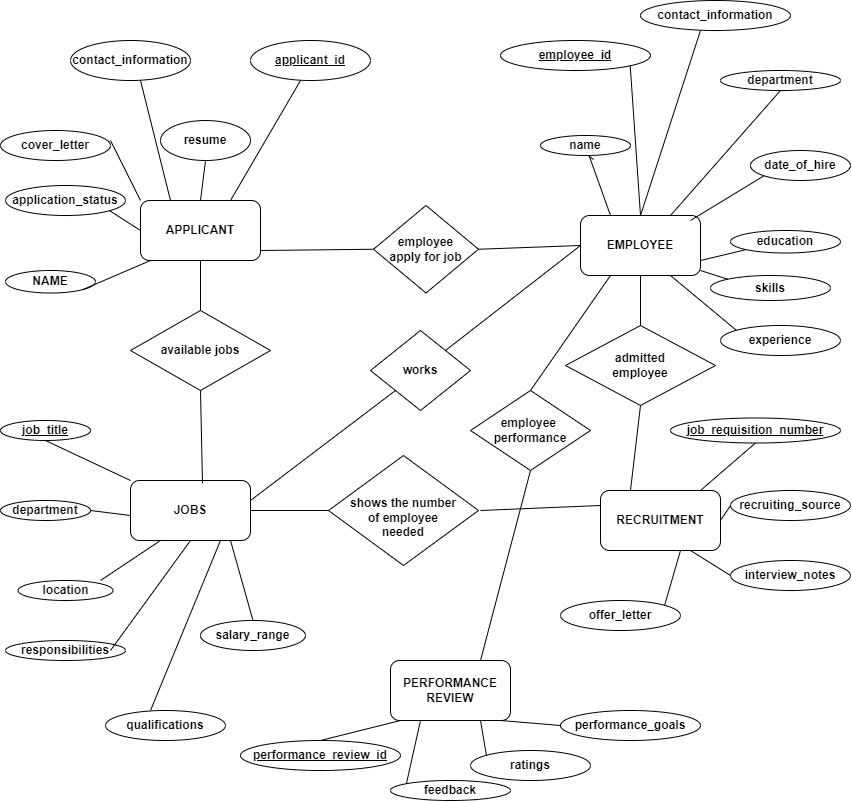 contact_information
contact_information
applicant_id
employee_id
department
resume
cover_letter
name
date_of_hire
application_status
APPLICANT
employee
apply for job
EMPLOYEE
education
NAME
skills
available jobs
works
admitted
employee
experience
job_title
employee
performance
job_requisition_number
department
JOBS
shows the number
of employee
needed
RECRUITMENT
recruiting_source
location
interview_notes
responsibilities
salary_range
offer_letter
PERFORMANCE
REVIEW
qualifications
performance_goals
performance_review_id
ratings
feedback